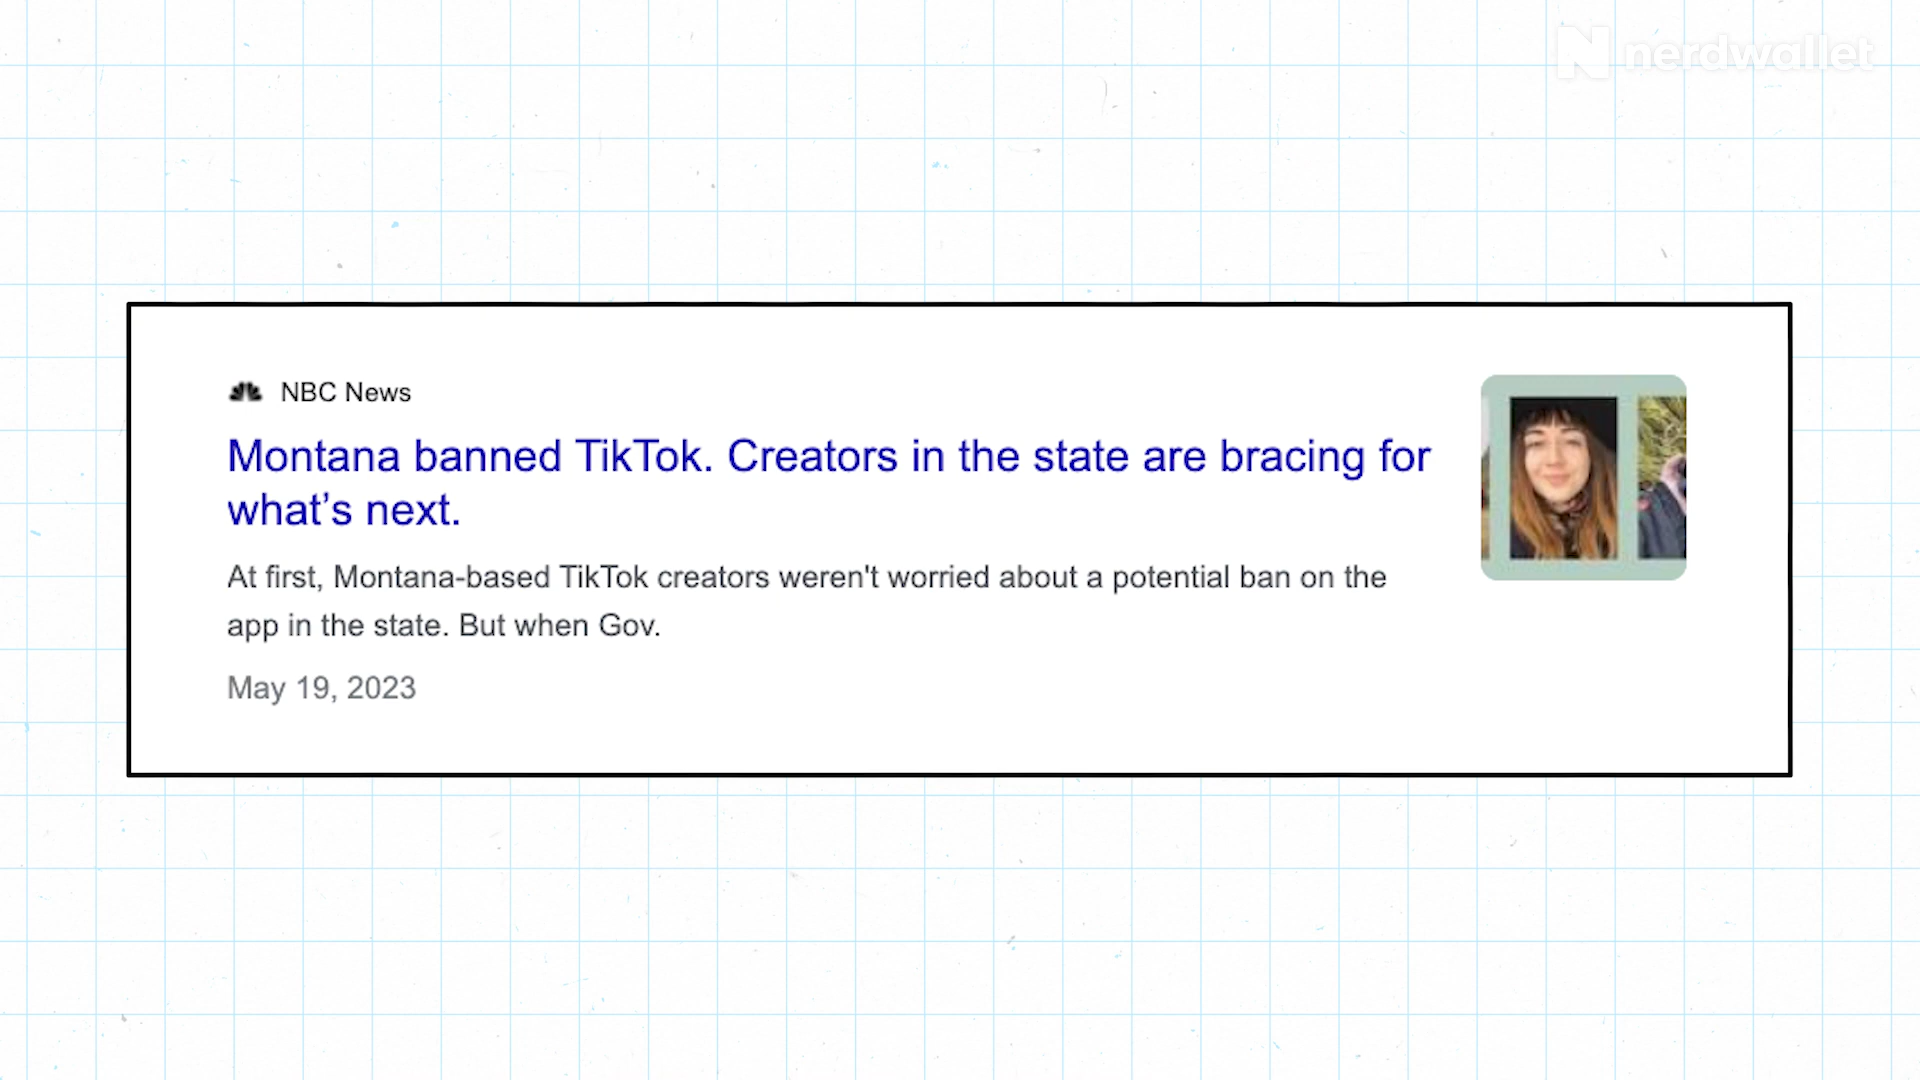 nerdwallet
NBC News
Montana banned TikTok. Creators in the state are bracing for
what’s next.
At first, Montana-based TikTok creators weren't worried about a potential ban on the
app in the state. But when Gov.
May 19, 2023